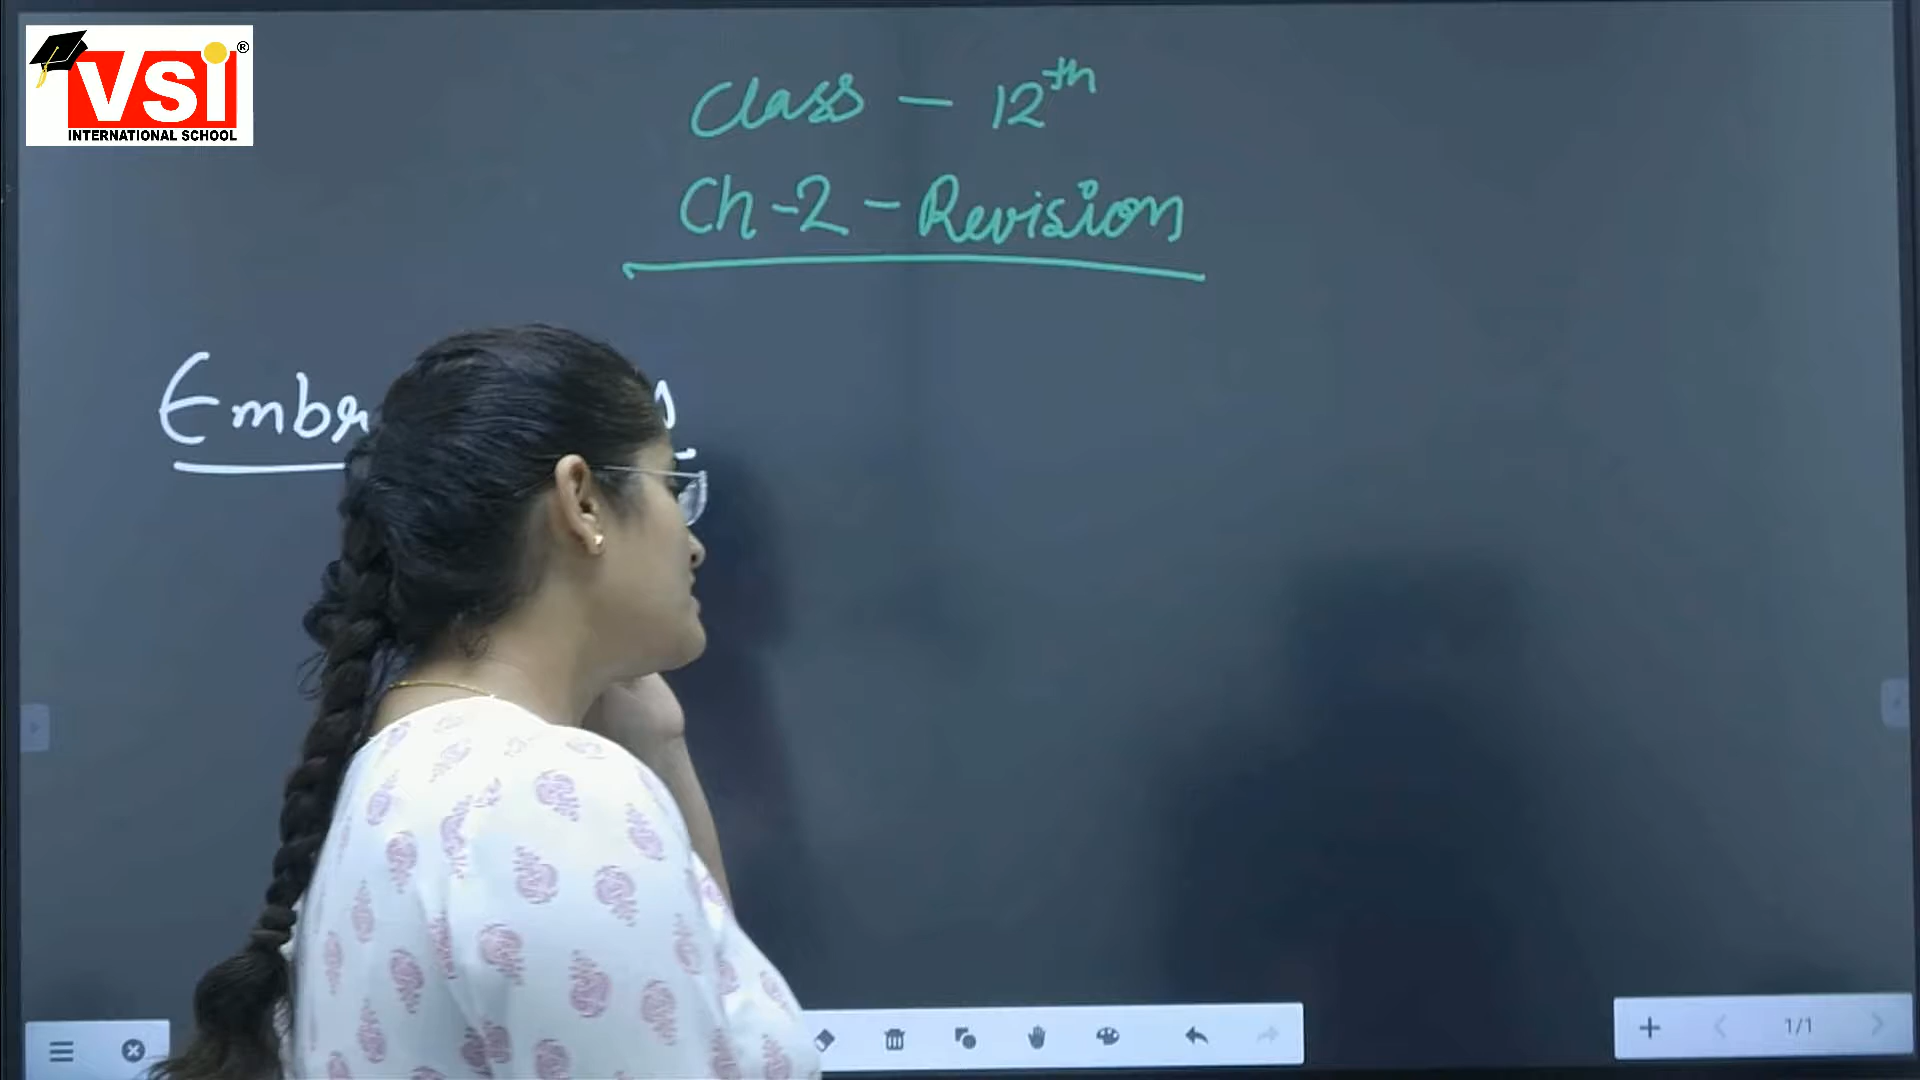 VSI®
INTERNATIONAL SCHOOL
Class - 12th
Ch-2 - Revision
1/1